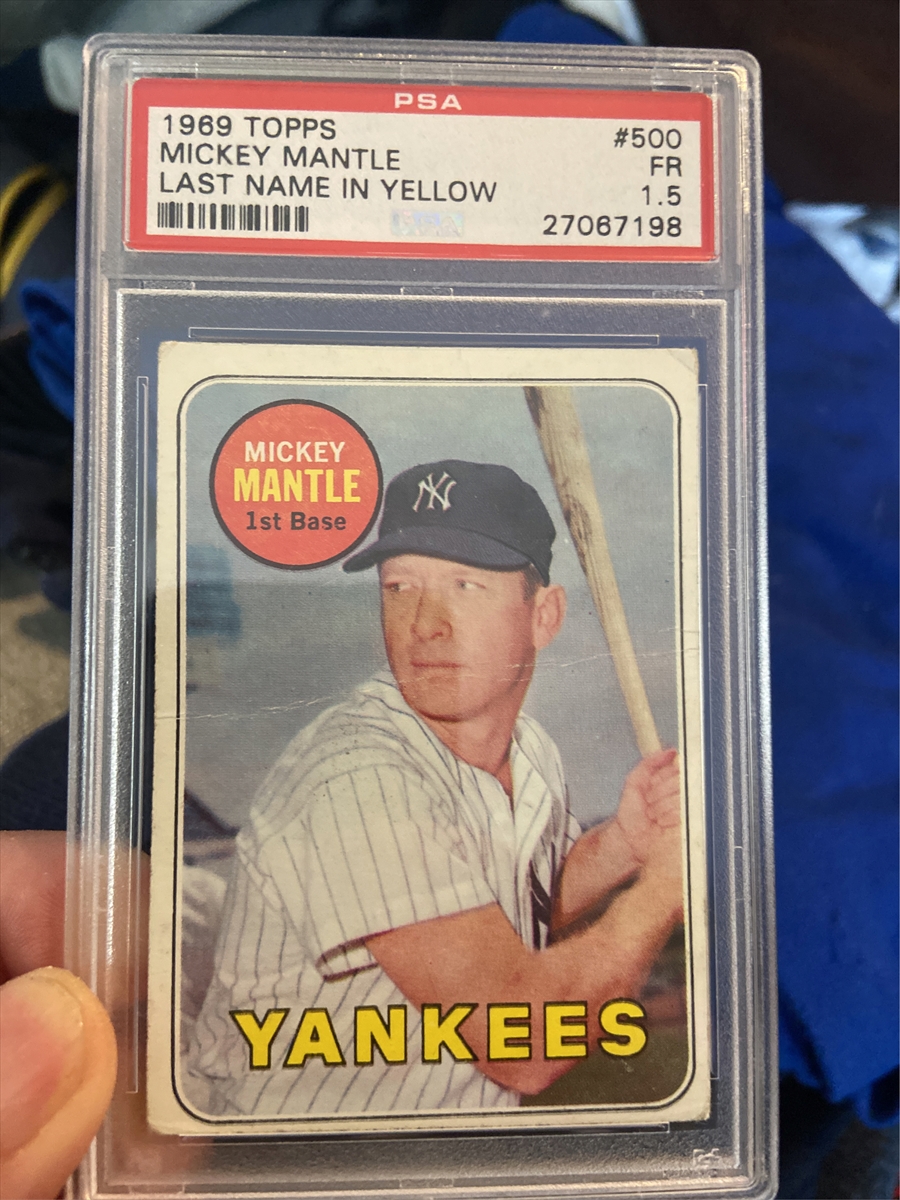 PSA
1969 TOPPS #500
MICKEY MANTLE FR
LAST NAME IN YELLOW 1.5
27067198
MICKEY
MANTLE
1st Base
NY
YANKEES